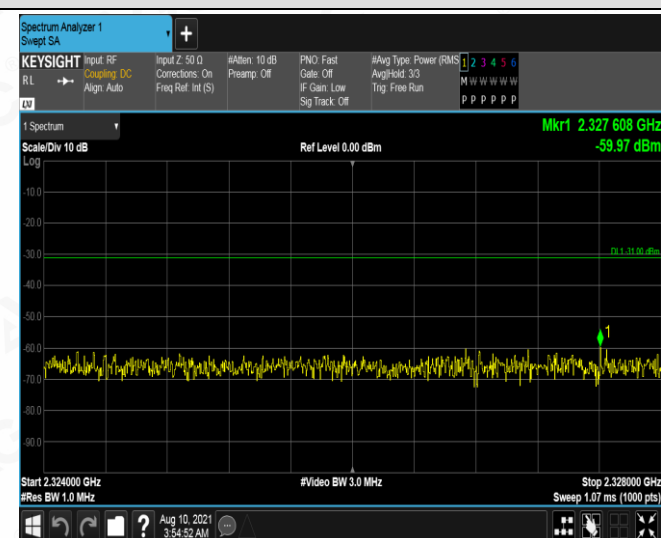 Spectrum Analyzer 1
Swept SA
+
KEYSIGHT
RL
Input: RF
Coupling: DC
Align: Auto
Input Z: 50 Ω
Corrections: On
Freq Ref: Int (S)
#Atten: 10 dB
Preamp: Off
PNO: Fast
Gate: Off
IF Gain: Low
Sig Track: Off
#Avg Type: Power (RMS
Avg|Hold: 3/3
Trig: Free Run
1 2 3 4 5 6
M W W W W W
P P P P P P
1 Spectrum
Mkr1 2.327 608 GHz
Scale/Div 10 dB
Ref Level 0.00 dBm
-59.97 dBm
Log
-10.0
-20.0
-30.0
DL1 -31.00 dBm
-40.0
-50.0
1
-60.0
-70.0
-80.0
-90.0
Start 2.324000 GHz
#Video BW 3.0 MHz
Stop 2.328000 GHz
#Res BW 1.0 MHz
Sweep 1.07 ms (1000 pts)
?
Aug 10, 2021
3:54:52 AM